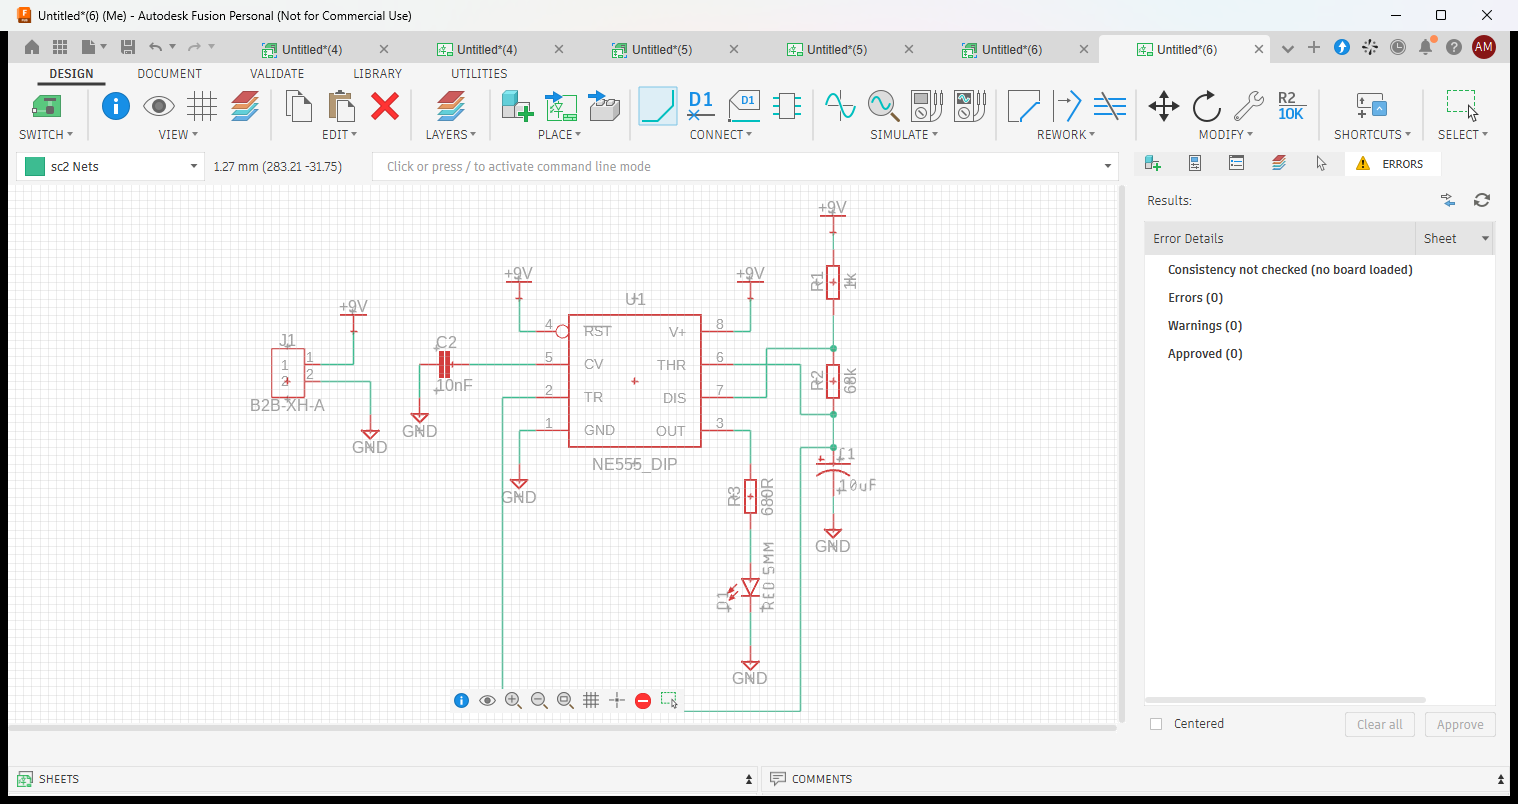 Untitled*(6) (Me) - Autodesk Fusion Personal (Not for Commercial Use)
Untitled*(4)
Untitled*(4)
Untitled*(5)
Untitled*(5)
Untitled*(6)
Untitled*(6)
AM
DESIGN
DOCUMENT
VALIDATE
LIBRARY
UTILITIES
D1
D1
R2
10K
SWITCH
VIEW
EDIT
LAYERS
PLACE
CONNECT
SIMULATE
REWORK
MODIFY
SHORTCUTS
SELECT
sc2 Nets
1.27 mm (283.21 -31.75)
Click or press / to activate command line mode
ERRORS
Results:
Error Details
Sheet
Consistency not checked (no board loaded)
Errors (0)
Warnings (0)
Approved (0)
+9V
+9V
+9V
+9V
R1
1k
U1
J1
1
2
1
2
B2B-XH-A
GND
C2
10nF
GND
4
5
2
1
RST
CV
TR
GND
V+
THR
DIS
OUT
8
6
7
3
NE555_DIP
GND
R2
68k
C1
10uF
GND
R3
680R
D1
RED 5MM
GND
Centered
Clear all
Approve
SHEETS
COMMENTS